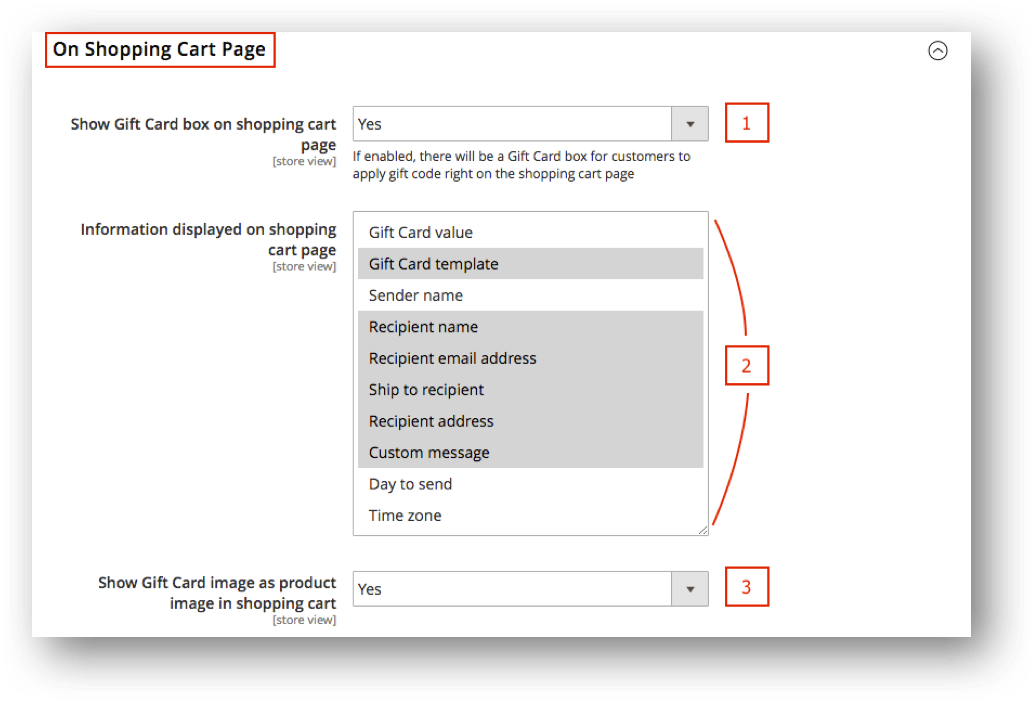 On Shopping Cart Page
Show Gift Card box on shopping cart
page
[store view]
Yes
1
If enabled, there will be a Gift Card box for customers to
apply gift code right on the shopping cart page
Information displayed on shopping
cart page
[store view]
Gift Card value
Gift Card template
Sender name
Recipient name
Recipient email address
Ship to recipient
Recipient address
Custom message
Day to send
Time zone
2
Show Gift Card image as product
image in shopping cart
[store view]
Yes
3